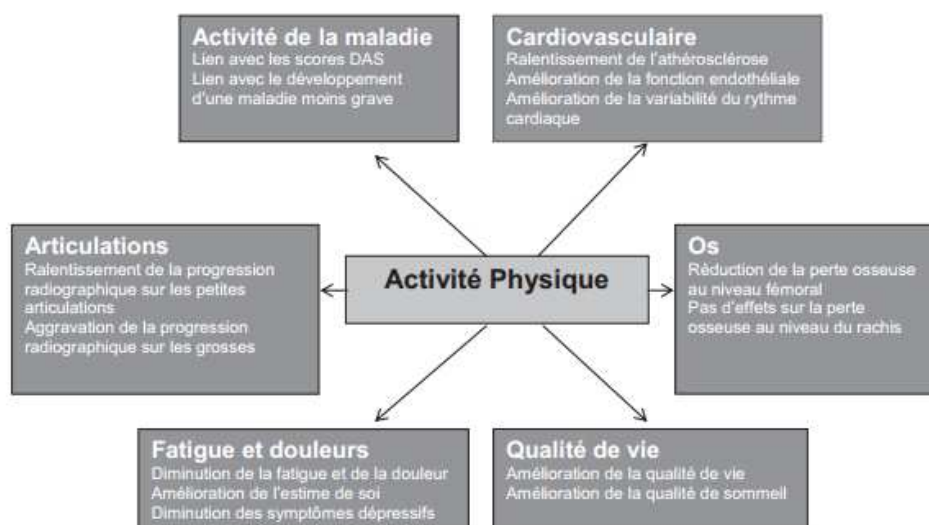 Activité de la maladie
Lien avec les scores DAS
Lien avec le développement
d'une maladie moins grave
Cardiovasculaire
Ralentissement de l'athérosclérose
Amélioration de la fonction endothéliale
Amélioration de la variabilité du rythme
cardiaque
Articulations
Ralentissement de la progression
radiographique sur les petites
articulations
Aggravation de la progression
radiographique sur les grosses
Activité Physique
Os
Réduction de la perte osseuse
au niveau fémoral
Pas d'effets sur la perte
osseuse au niveau du rachis
Fatigue et douleurs
Diminution de la fatigue et de la douleur
Amélioration de l'estime de soi
Diminution des symptômes dépressifs
Qualité de vie
Amélioration de la qualité de vie
Amélioration de la qualité de sommeil